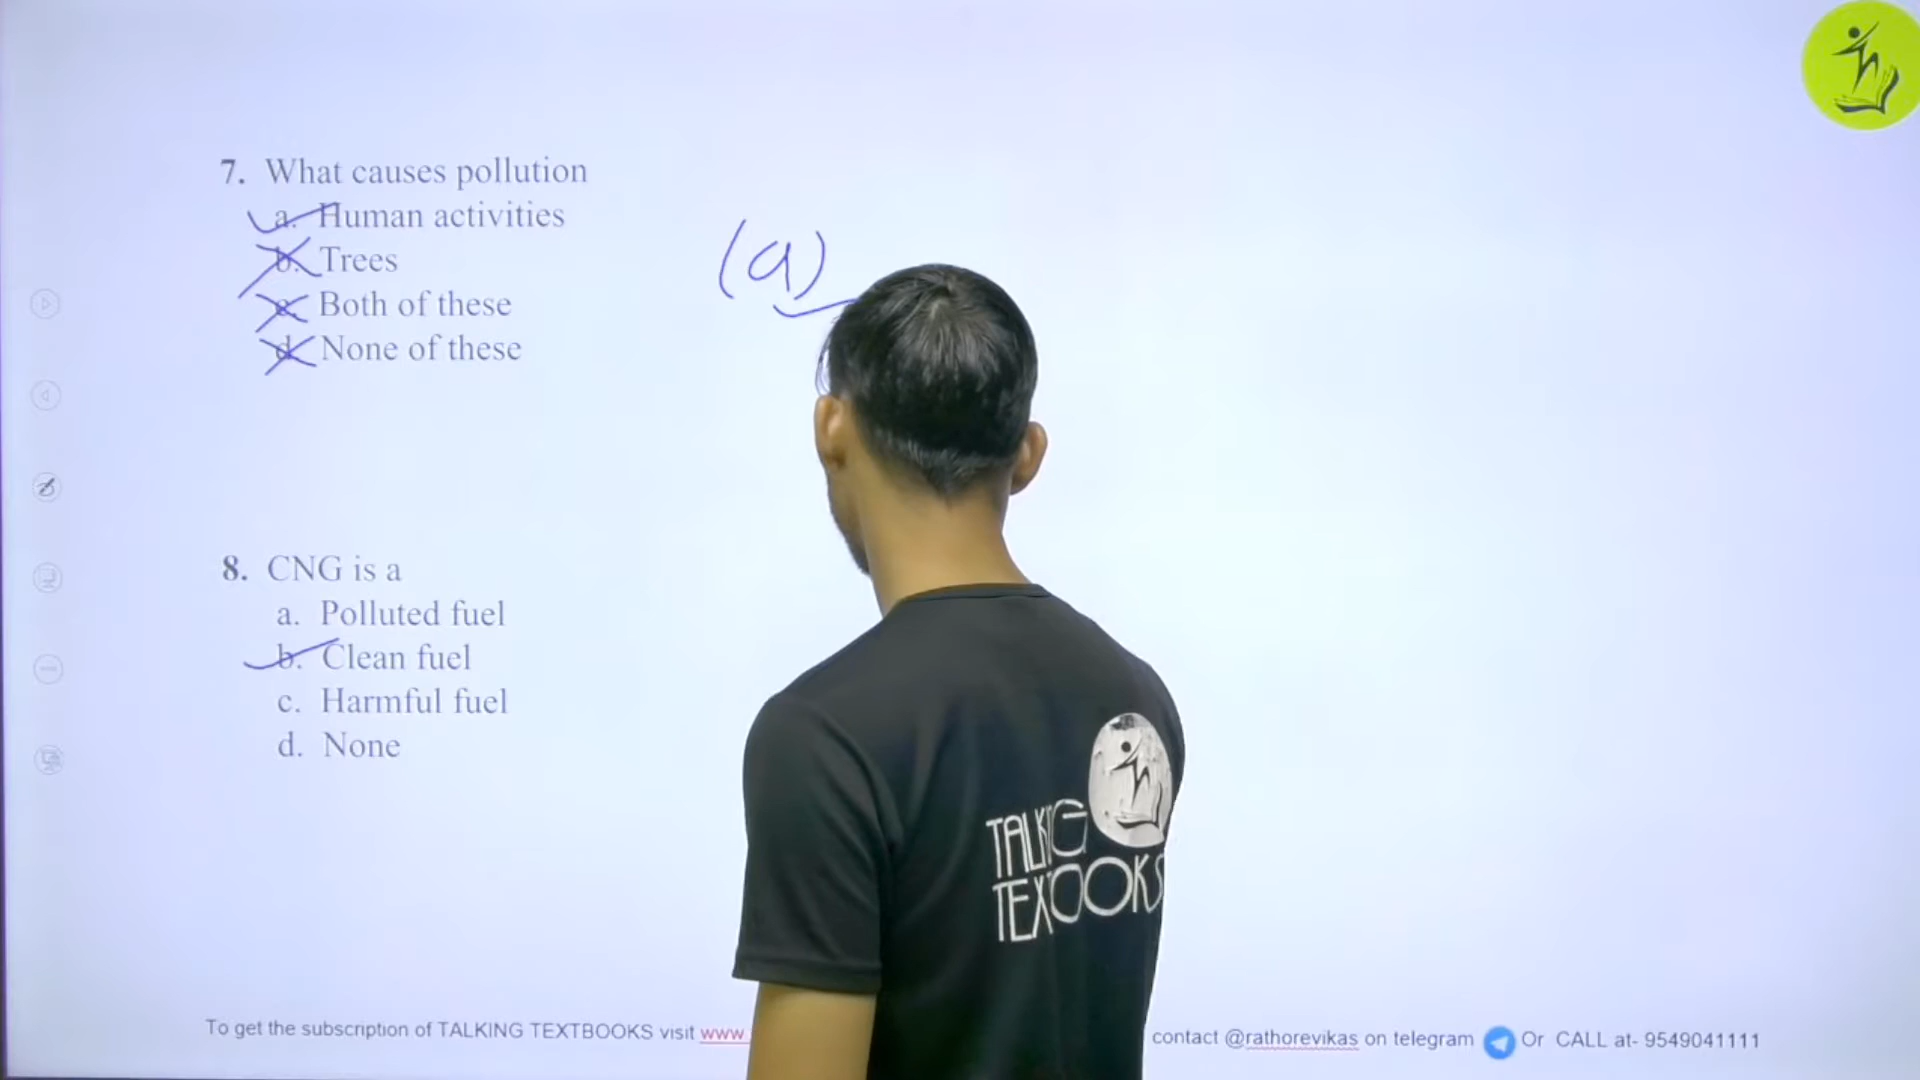 7. What causes pollution
a. Human activities
b. Trees
c. Both of these
d. None of these
(a)
8. CNG is a
a. Polluted fuel
b. Clean fuel
c. Harmful fuel
d. None
TALKING
TEXTBOOKS
To get the subscription of TALKING TEXTBOOKS visit www. contact @rathorevikas on telegram Or CALL at- 9549041111